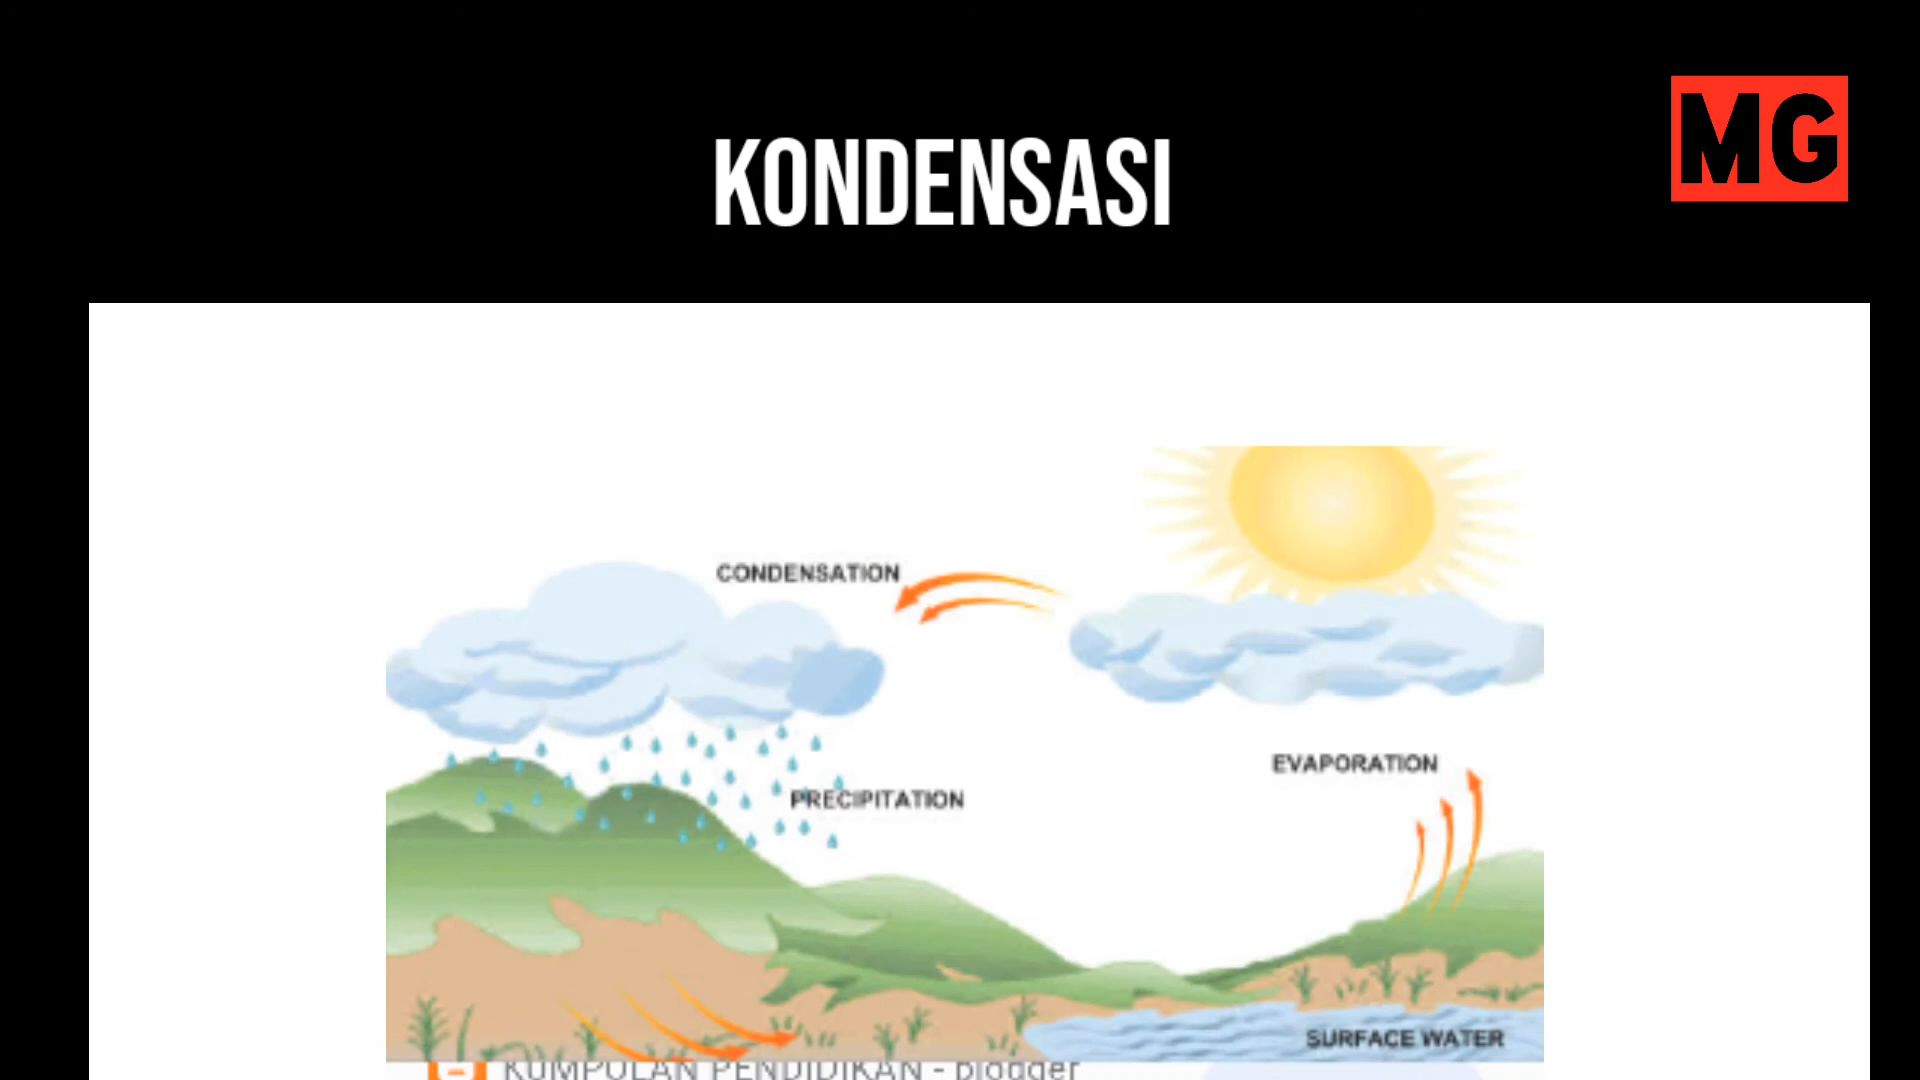 MG
KONDENSASI
CONDENSATION
EVAPORATION
PRECIPITATION
SURFACE WATER
KUMPULAN PENDIDIKAN - blogger